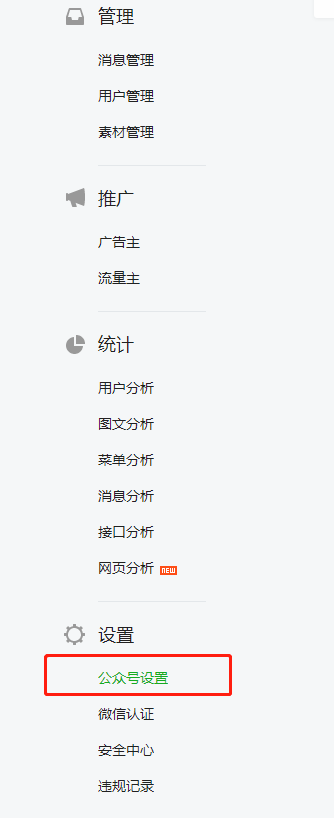 管理
消息管理
用户管理
素材管理
推广
广告主
流量主
统计
用户分析
图文分析
菜单分析
消息分析
接口分析
网页分析 NEW
设置
公众号设置
微信认证
安全中心
违规记录